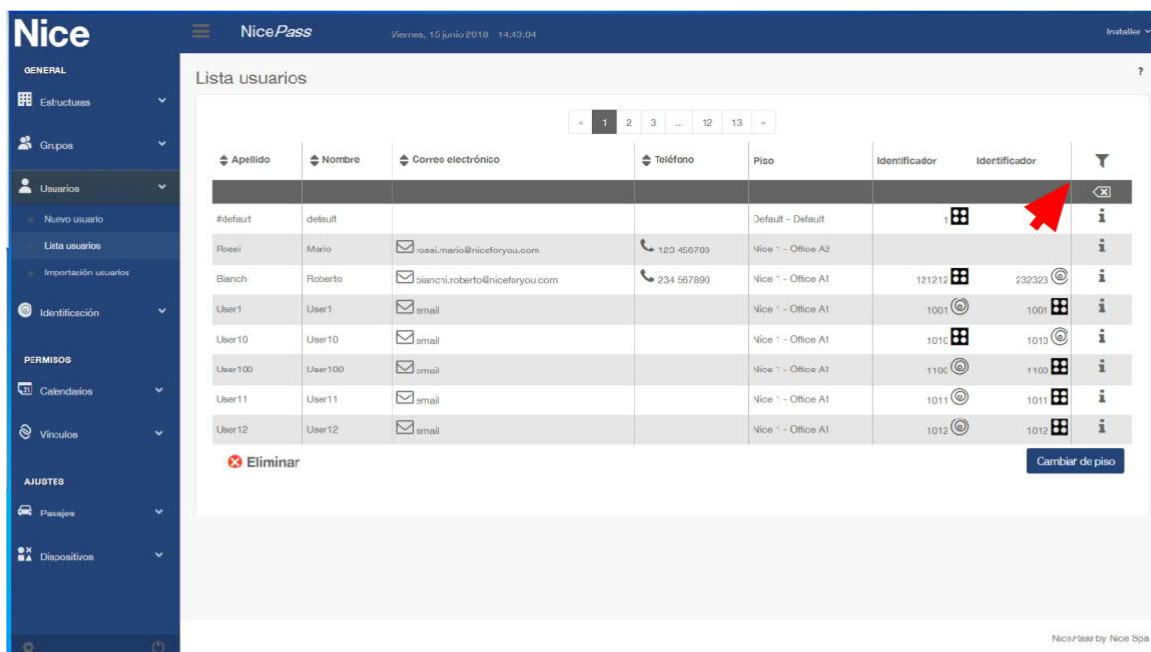 Nice
NicePass
Viernes, 15 junio 2018 14:43:04
Installer
GENERAL
Estructuras
Grupos
Usuarios
Nuevo usuario
Lista usuarios
Importación usuarios
Identificación
PERMISOS
Calendarios
Vínculos
AJUSTES
Pasajes
Dispositivos
Lista usuarios ?
« 1 2 3 ... 12 13 »
Apellido Nombre Correo electrónico Teléfono Piso Identificador Identificador
#defaut default Default - Default 1
Rossi Mario rossi.mario@niceforyou.com 123 456789 Nice 1 - Office A2
Bianchi Roberto bianchi.roberto@niceforyou.com 234 567890 Nice 1 - Office A1 121212 232323
User1 User1 email Nice 1 - Office A1 1001 1001
User10 User10 email Nice 1 - Office A1 1010 1010
User100 User100 email Nice 1 - Office A1 1100 1100
User11 User11 email Nice 1 - Office A1 1011 1011
User12 User12 email Nice 1 - Office A1 1012 1012
Eliminar Cambiar de piso
NicePass by Nice Spa